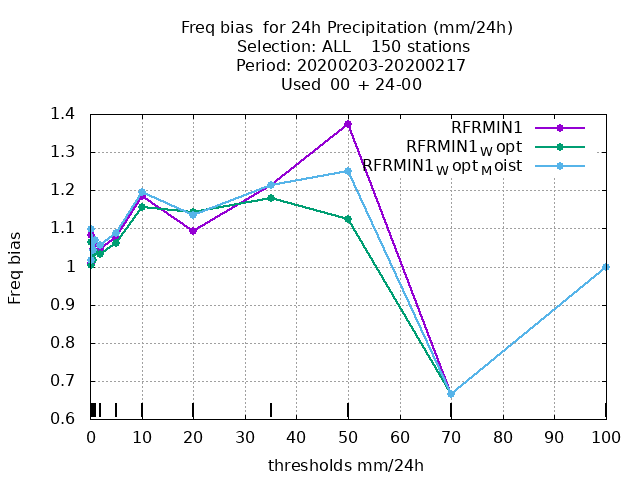 Freq bias for 24h Precipitation (mm/24h)
Selection: ALL 150 stations
Period: 20200203-20200217
Used 00 + 24-00
1.4
1.3
1.2
1.1
1
0.9
0.8
0.7
0.6
Freq bias
RFRMIN1
RFRMIN1Wopt
RFRMIN1WoptMoist
0 10 20 30 40 50 60 70 80 90 100
thresholds mm/24h